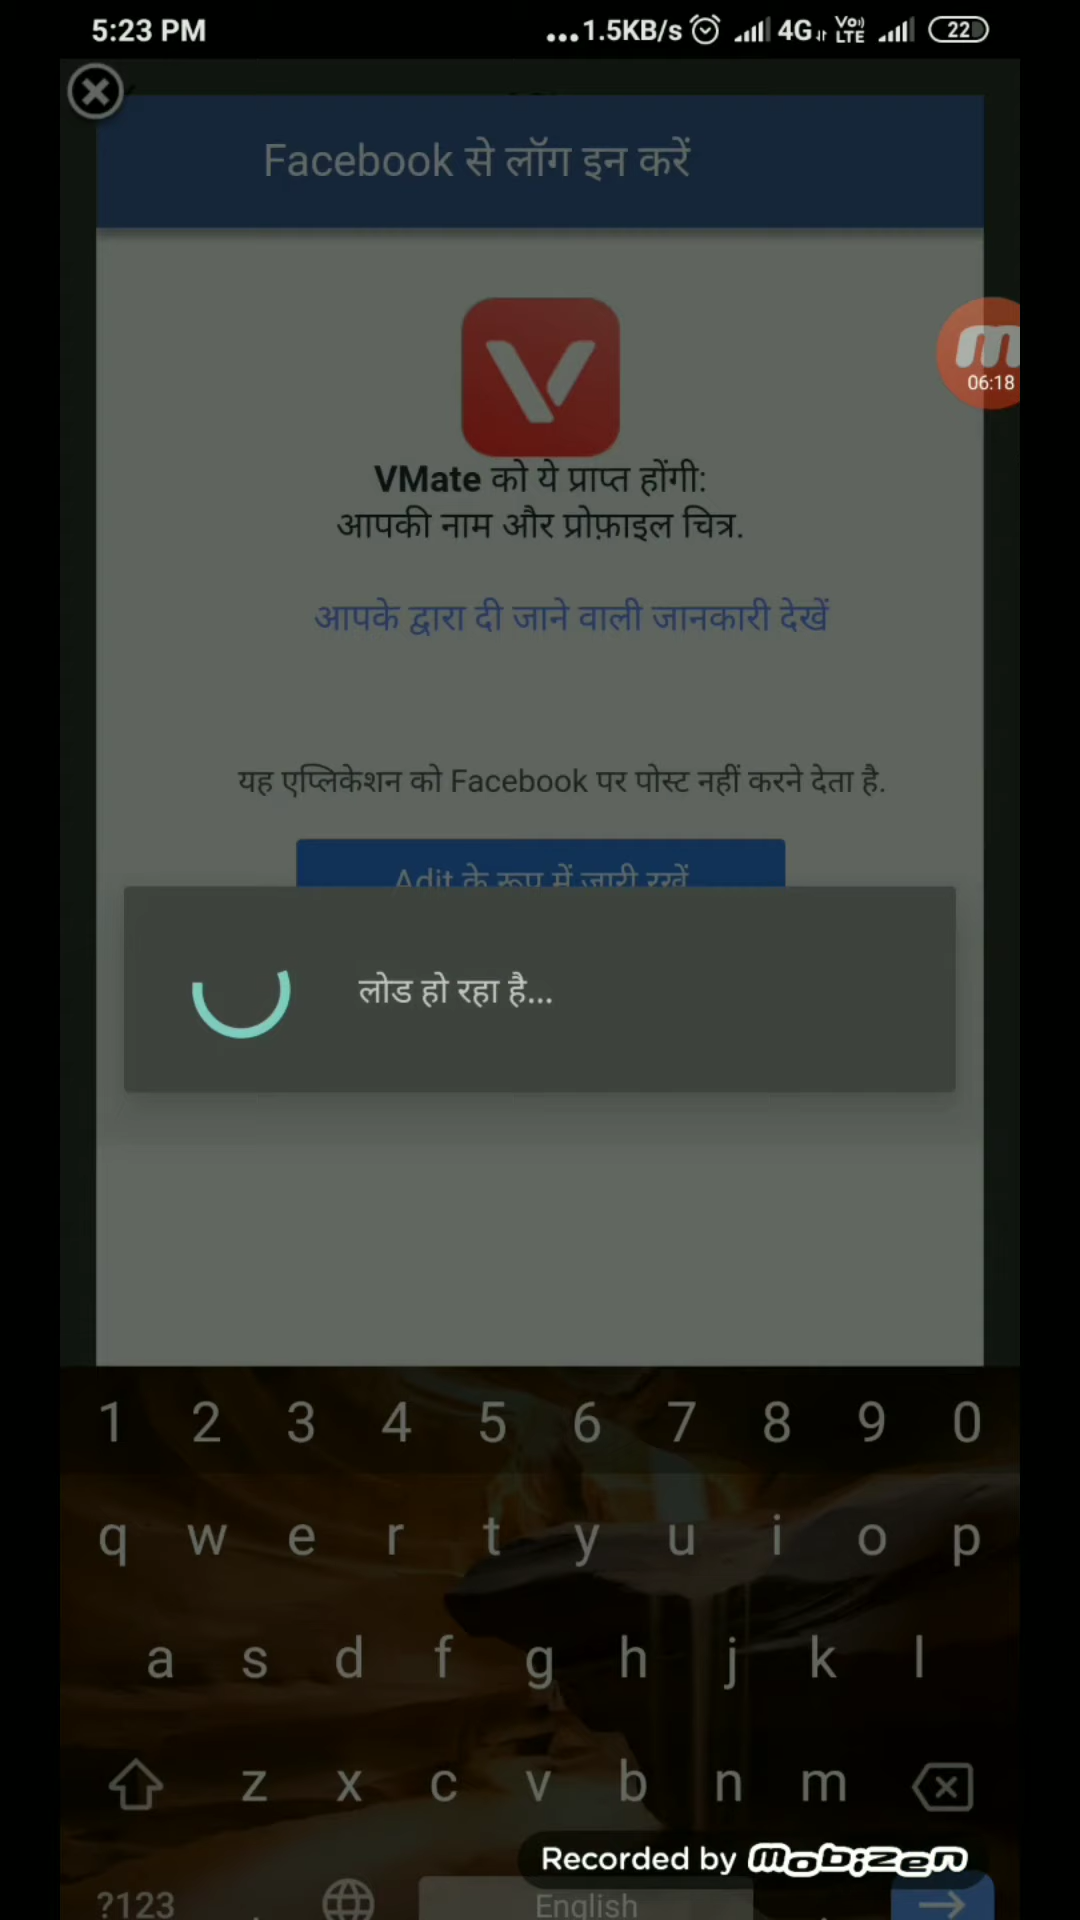 5:23 PM
...1.5KB/s 4G Vo) LTE 22
Facebook से लॉग इन करें
06:18
VMate को ये प्राप्त होंगी:
आपकी नाम और प्रोफ़ाइल चित्र.
आपके द्वारा दी जाने वाली जानकारी देखें
यह एप्लिकेशन को Facebook पर पोस्ट नहीं करने देता है.
Adit के रूप में जारी रखें
लोड हो रहा है...
1 2 3 4 5 6 7 8 9 0
q w e r t y u i o p
a s d f g h j k l
z x c v b n m
Recorded by mobizen
?123 English